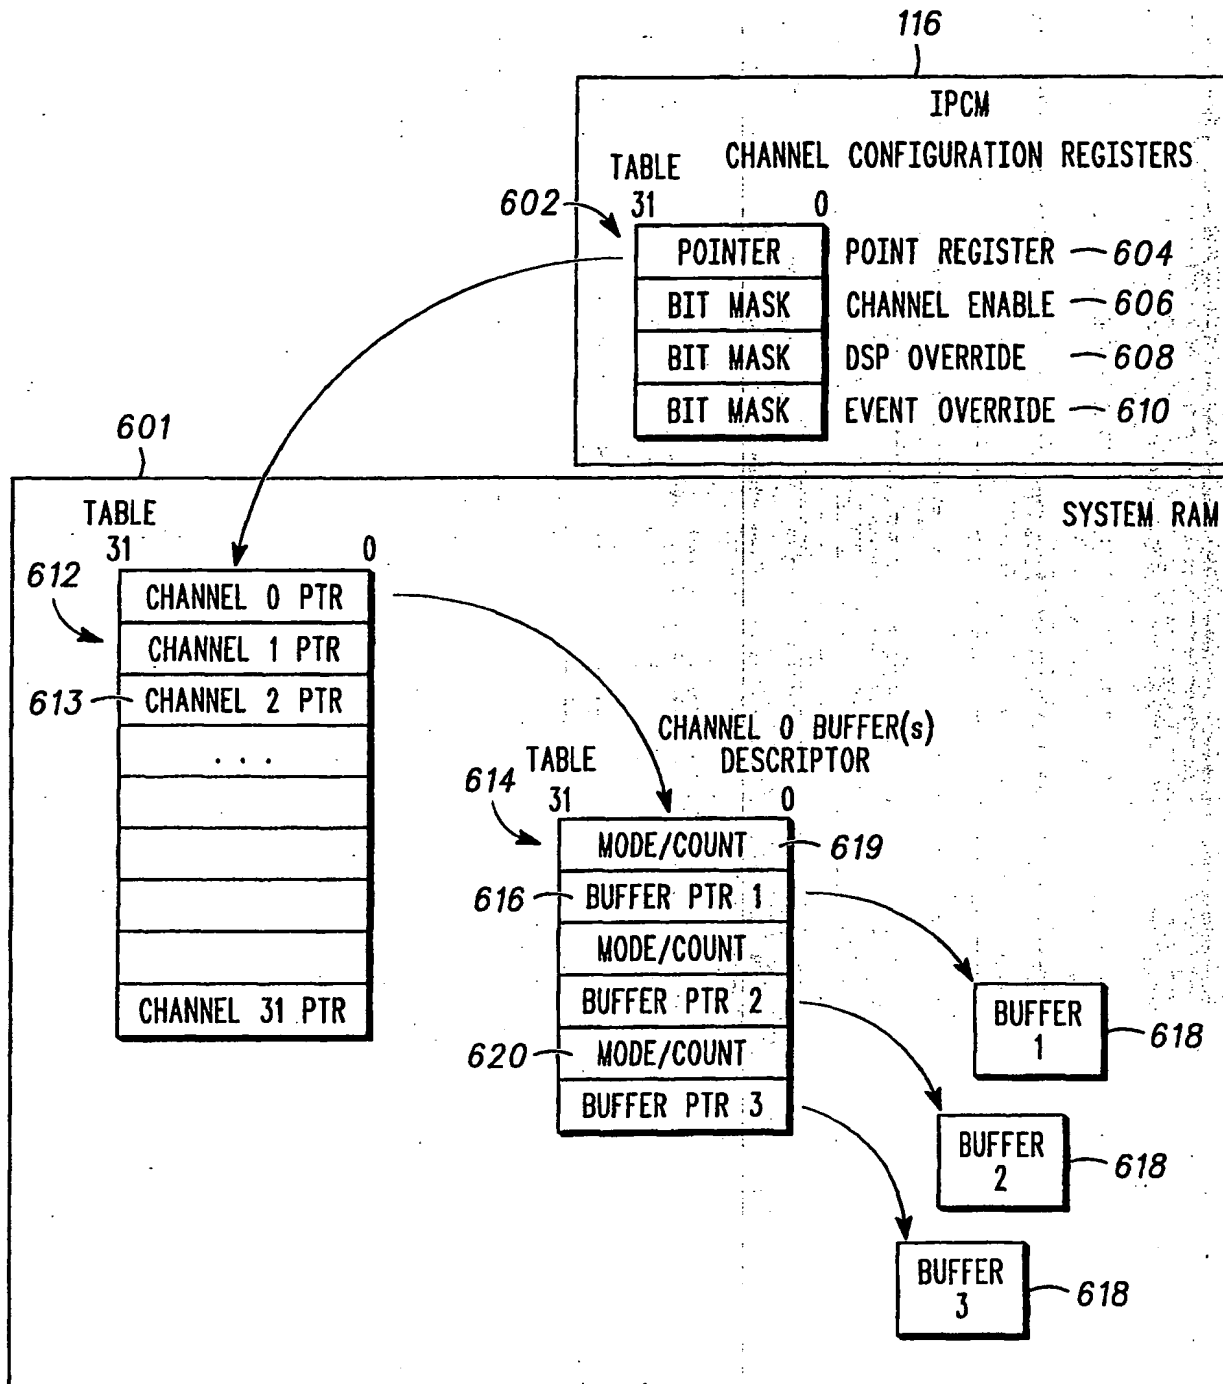 116
IPCM
CHANNEL CONFIGURATION REGISTERS
TABLE
602
31 0
POINTER POINT REGISTER 604
BIT MASK CHANNEL ENABLE 606
BIT MASK DSP OVERRIDE 608
BIT MASK EVENT OVERRIDE 610
601
SYSTEM RAM
TABLE
31 0
612
CHANNEL 0 PTR
CHANNEL 1 PTR
613 CHANNEL 2 PTR
...
CHANNEL 31 PTR
CHANNEL 0 BUFFER(s)
DESCRIPTOR
TABLE
614
31 0
MODE/COUNT 619
616 BUFFER PTR 1
MODE/COUNT
BUFFER PTR 2
620 MODE/COUNT
BUFFER PTR 3
BUFFER
1
618
BUFFER
2
618
BUFFER
3
618